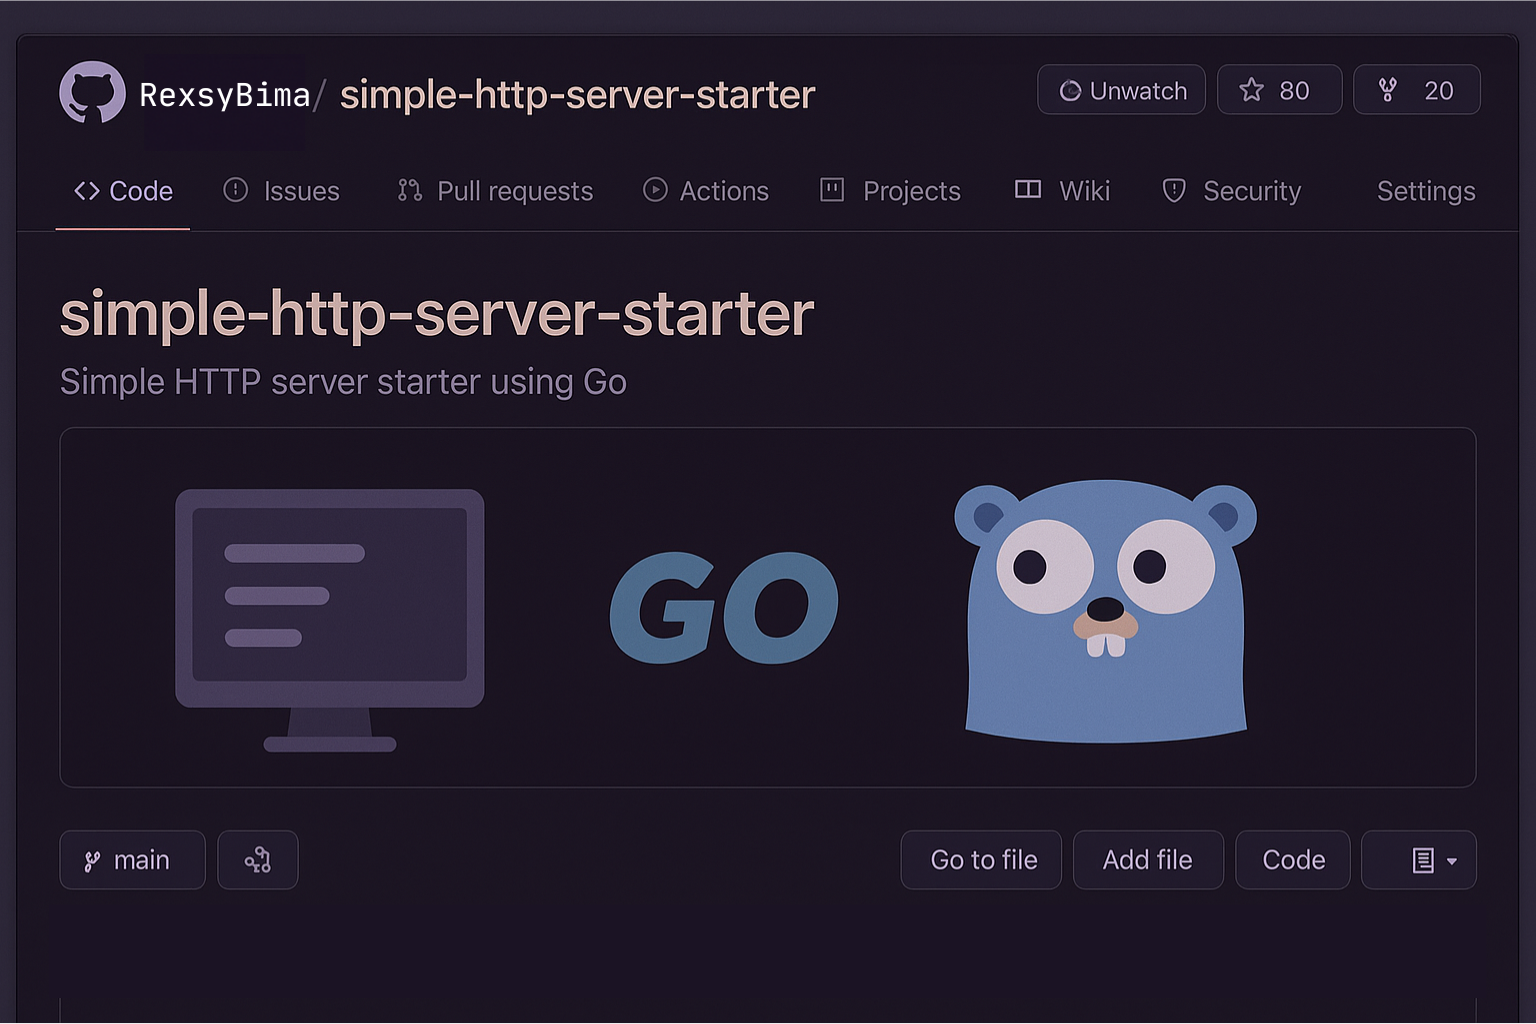 RexsyBima/ simple-http-server-starter
Unwatch 80 20
Code Issues Pull requests Actions Projects Wiki Security Settings
simple-http-server-starter
Simple HTTP server starter using Go
GO
main Go to file Add file Code